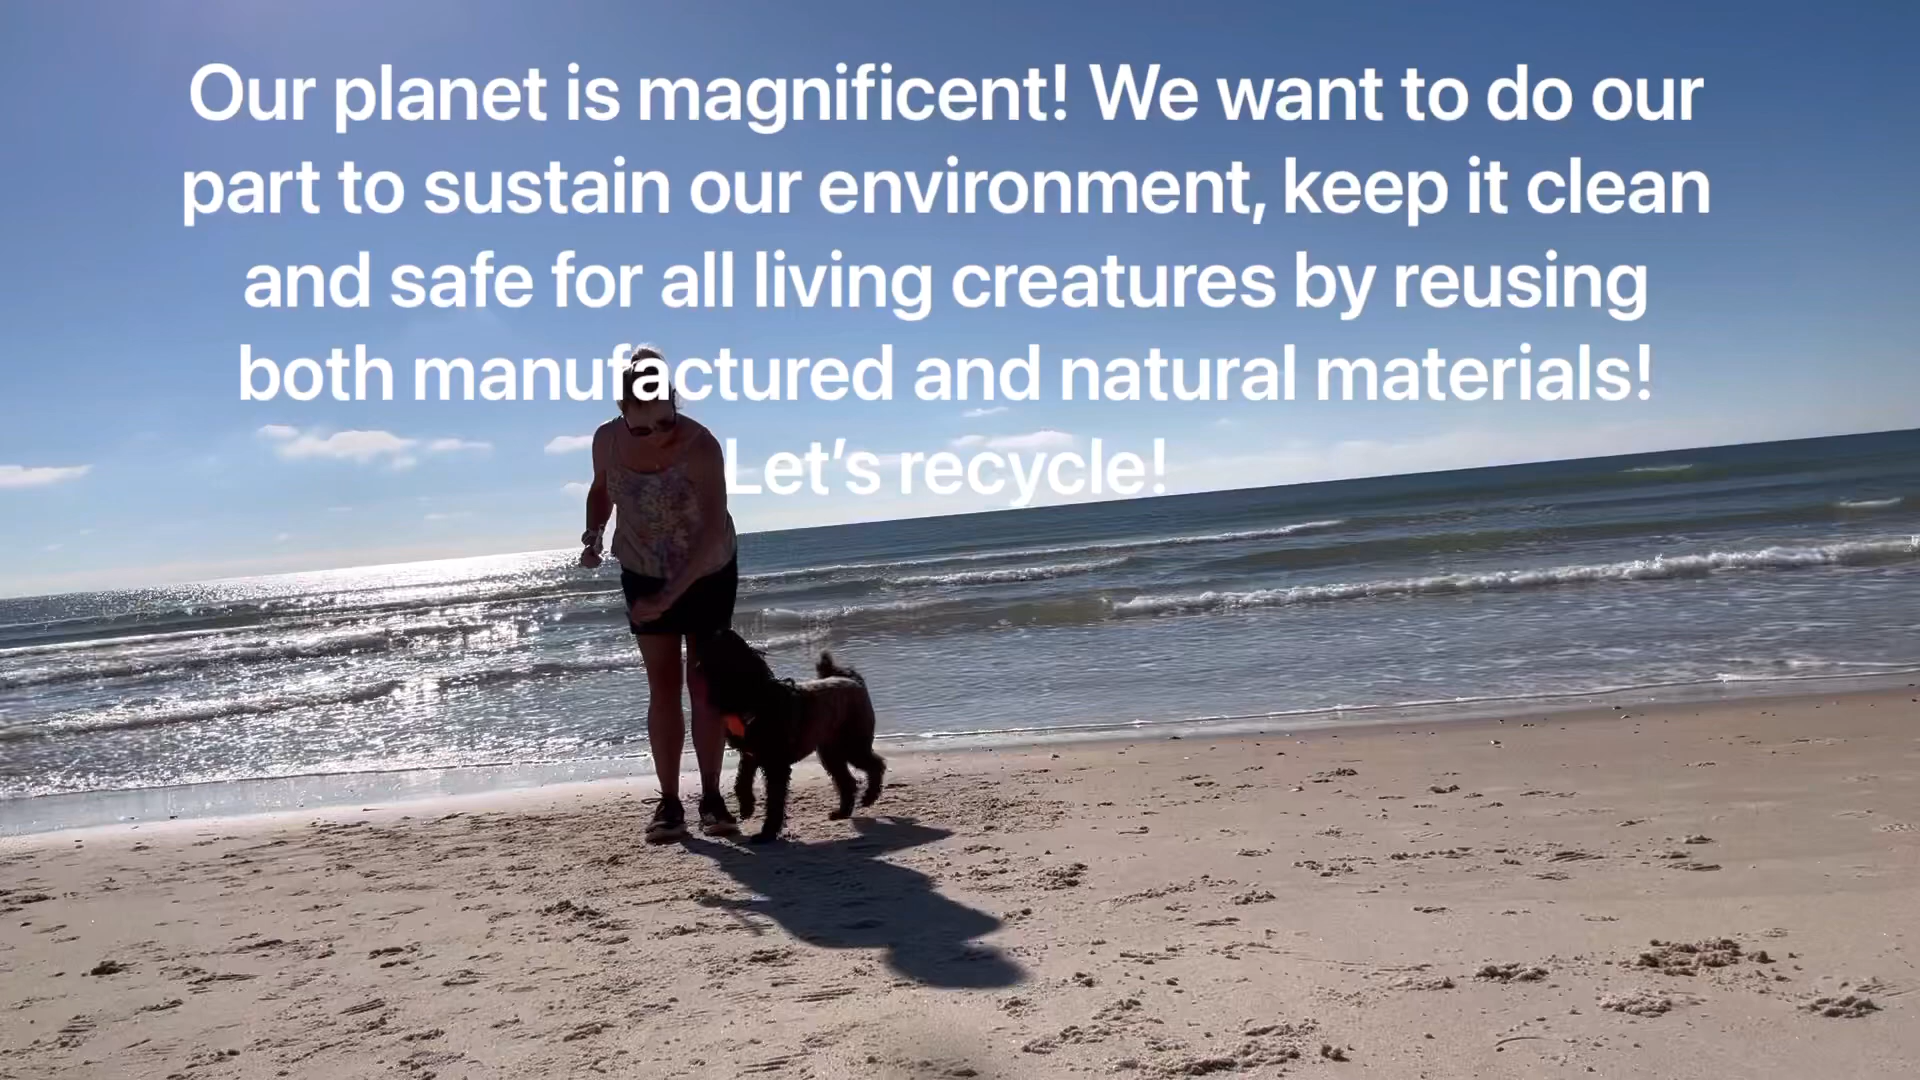 Our planet is magnificent! We want to do our
part to sustain our environment, keep it clean
and safe for all living creatures by reusing
both manufactured and natural materials!
Let’s recycle!